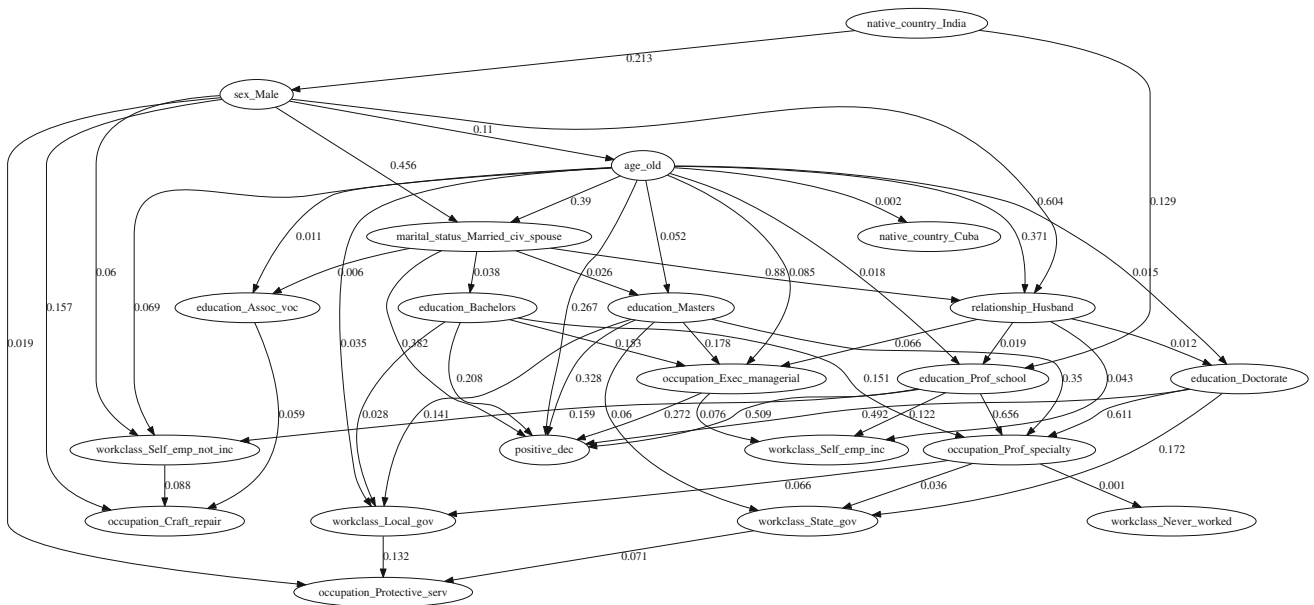 native_country_India
0.213
sex_Male
0.11
age_old
0.456
0.39
0.002
0.604
0.129
marital_status_Married_civ_spouse
0.052
native_country_Cuba
0.011
0.371
0.06
0.006
0.038
0.026
0.88
0.085
0.018
0.015
0.157
0.069
education_Assoc_voc
education_Bachelors
0.267
education_Masters
relationship_Husband
0.019
0.035
0.382
0.153
0.178
0.066
0.019
0.012
occupation_Exec_managerial
education_Prof_school
education_Doctorate
0.208
0.328
0.151
0.35
0.043
0.059
0.028
0.141
0.06
0.159
0.272
0.076
0.509
0.492
0.122
0.656
0.611
workclass_Self_emp_not_inc
positive_dec
workclass_Self_emp_inc
occupation_Prof_specialty
0.172
0.088
0.066
0.036
0.001
occupation_Craft_repair
workclass_Local_gov
workclass_State_gov
workclass_Never_worked
0.132
0.071
occupation_Protective_serv